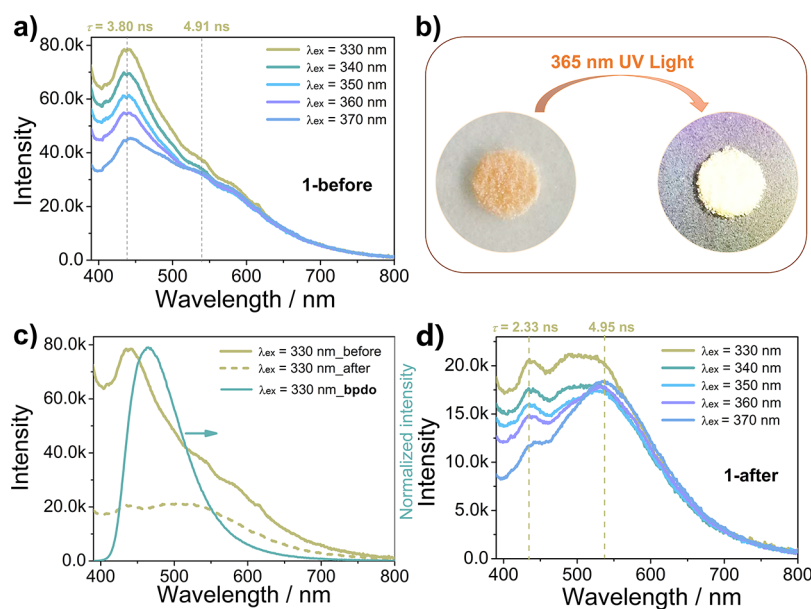 a)
τ = 3.80 ns 4.91 ns
80.0k
60.0k
40.0k
20.0k
0.0
Intensity
λex = 330 nm
λex = 340 nm
λex = 350 nm
λex = 360 nm
λex = 370 nm
1-before
400 500 600 700 800
Wavelength / nm
b)
365 nm UV Light
c)
80.0k
60.0k
40.0k
20.0k
0.0
Intensity
λex = 330 nm_before
λex = 330 nm_after
λex = 330 nm_bpdo
Normalized intensity
400 500 600 700 800
Wavelength / nm
d)
τ = 2.33 ns 4.95 ns
20.0k
15.0k
10.0k
5.0k
0.0
Intensity
λex = 330 nm
λex = 340 nm
λex = 350 nm
λex = 360 nm
λex = 370 nm
1-after
400 500 600 700 800
Wavelength / nm